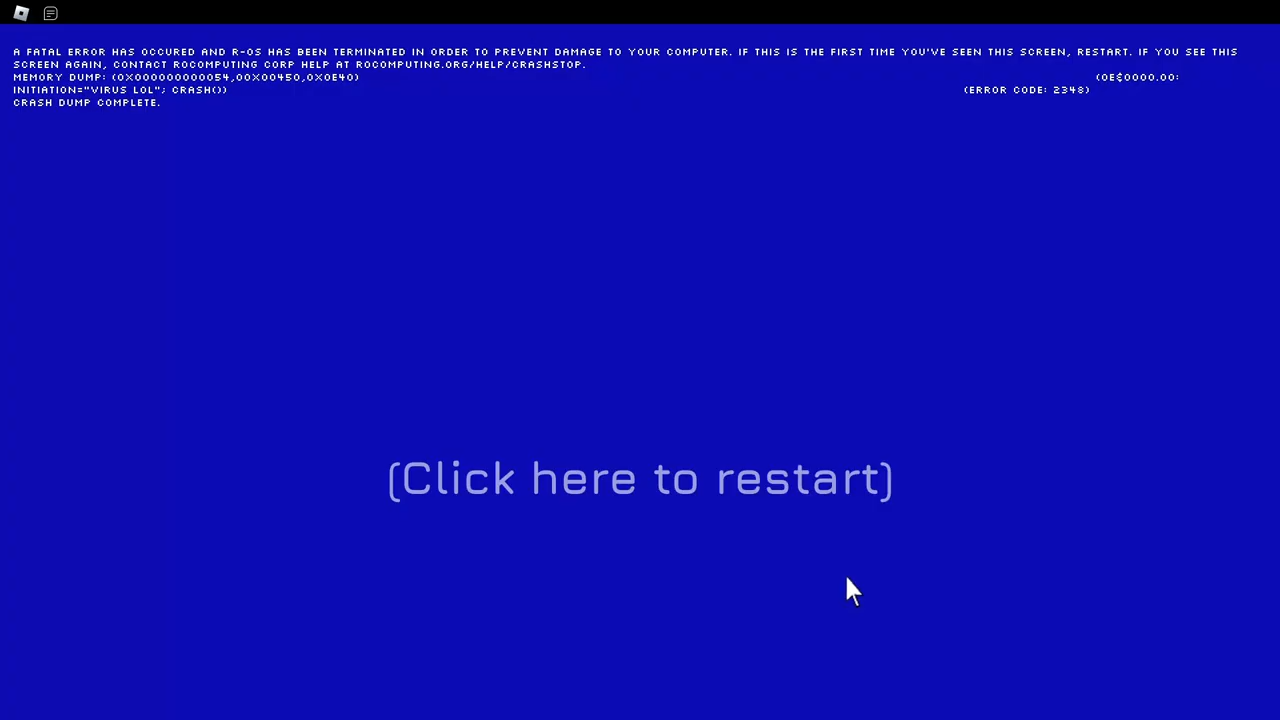 A FATAL ERROR HAS OCCURED AND R-OS HAS BEEN TERMINATED IN ORDER TO PREVENT DAMAGE TO YOUR COMPUTER. IF THIS IS THE FIRST TIME YOU'VE SEEN THIS SCREEN, RESTART. IF YOU SEE THIS
SCREEN AGAIN, CONTACT ROCOMPUTING CORP HELP AT ROCOMPUTING.ORG/HELP/CRASHSTOP.
MEMORY DUMP: (0X000000000054,00X00450,0X0E40) (0E$0000.00:
INITIATION="VIRUS LOL"; CRASH()) (ERROR CODE: 2348)
CRASH DUMP COMPLETE.
(Click here to restart)